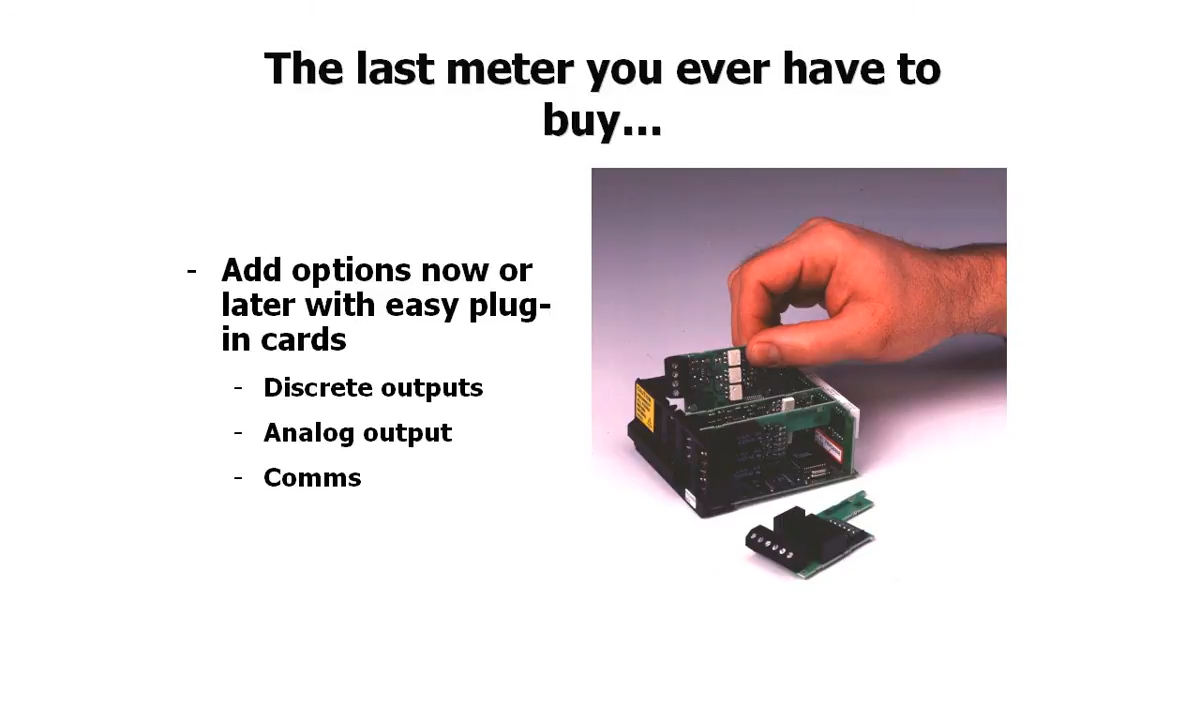 The last meter you ever have to
buy...
- Add options now or
later with easy plug-
in cards
- Discrete outputs
- Analog output
- Comms